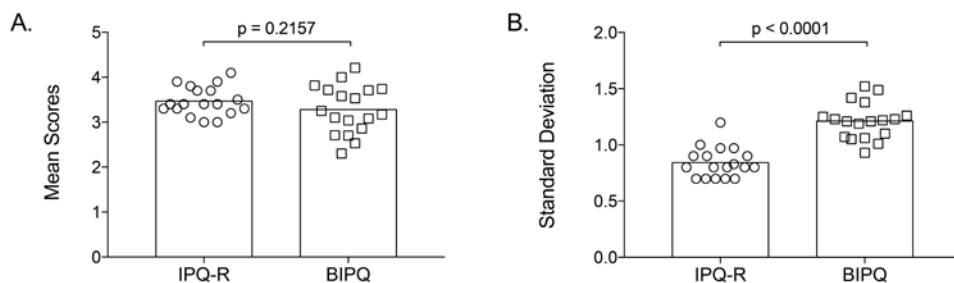 A.
p = 0.2157
Mean Scores
5
4
3
2
1
0
IPQ-R BIPQ
B.
p < 0.0001
Standard Deviation
2.0
1.5
1.0
0.5
0.0
IPQ-R BIPQ